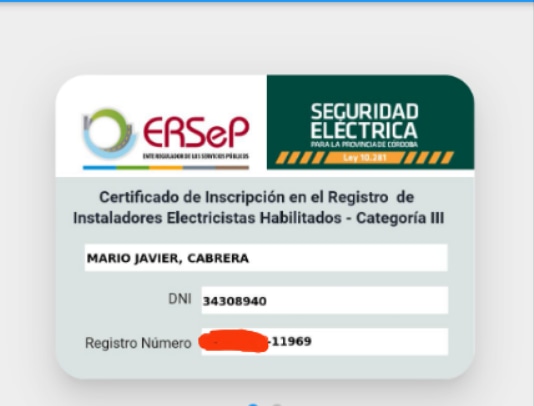 ERSeP
ENTE REGULADOR DE LOS SERVICIOS PÚBLICOS
SEGURIDAD
ELÉCTRICA
PARA LA PROVINCIA DE CÓRDOBA
Ley 10.281
Certificado de Inscripción en el Registro de
Instaladores Electricistas Habilitados - Categoría III
MARIO JAVIER, CABRERA
DNI 34308940
Registro Número -11969